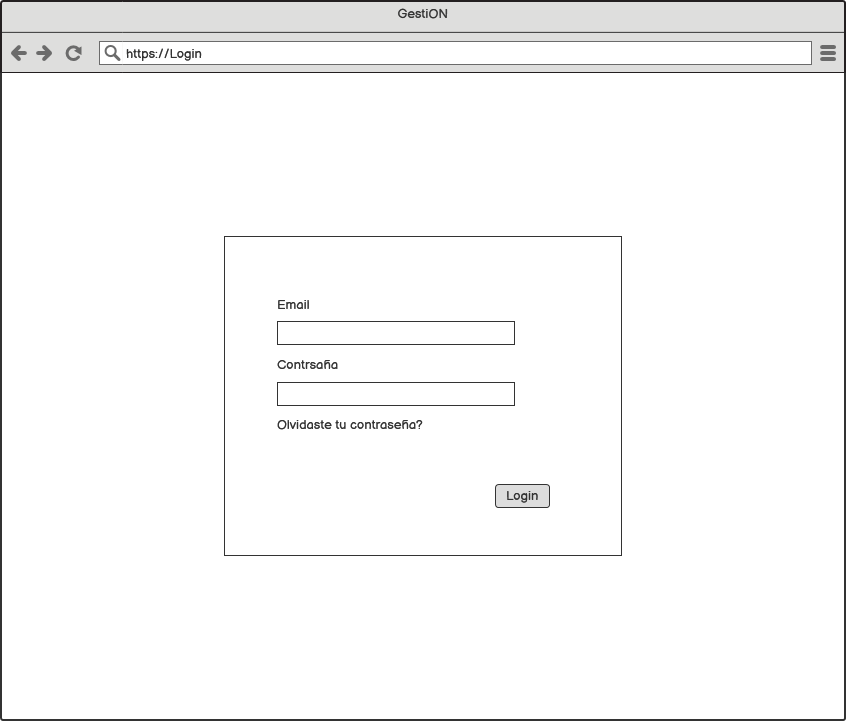 GestiON
https://Login
Email
Contrsaña
Olvidaste tu contraseña?
Login